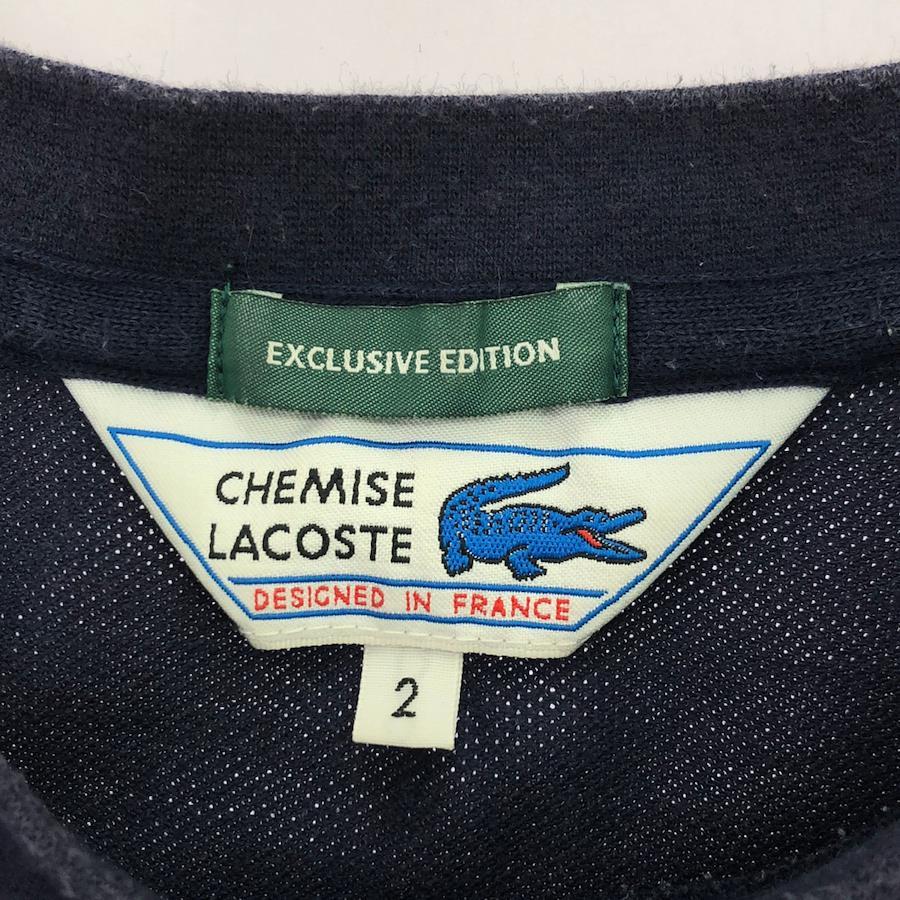 EXCLUSIVE EDITION
CHEMISE
LACOSTE
DESIGNED IN FRANCE
2